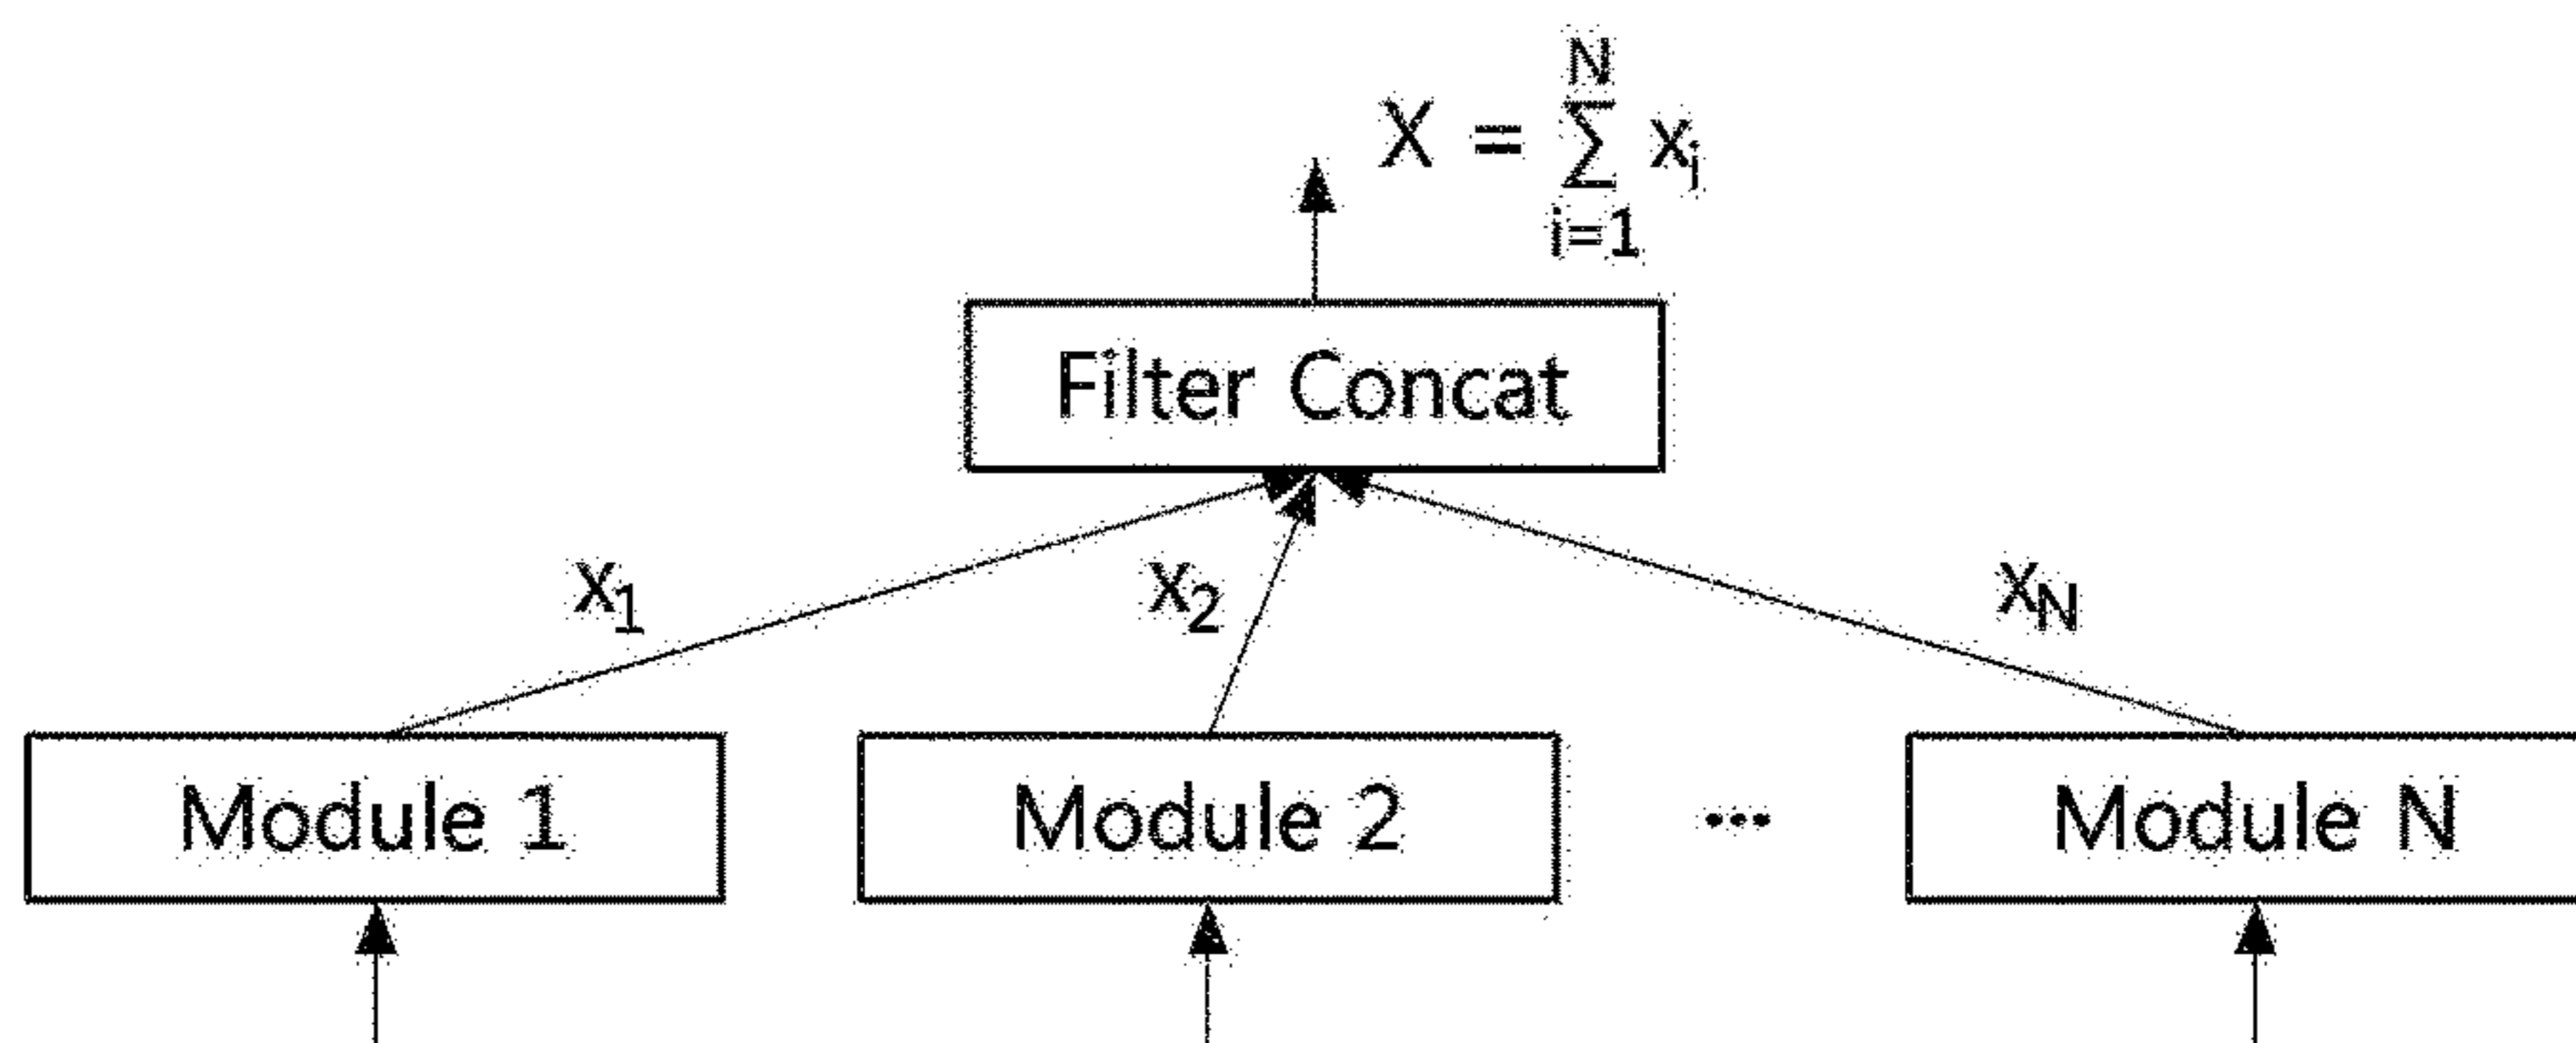 N
X = ∑ xi
i=1
Filter Concat
x1 x2 xN
Module 1 Module 2 ... Module N